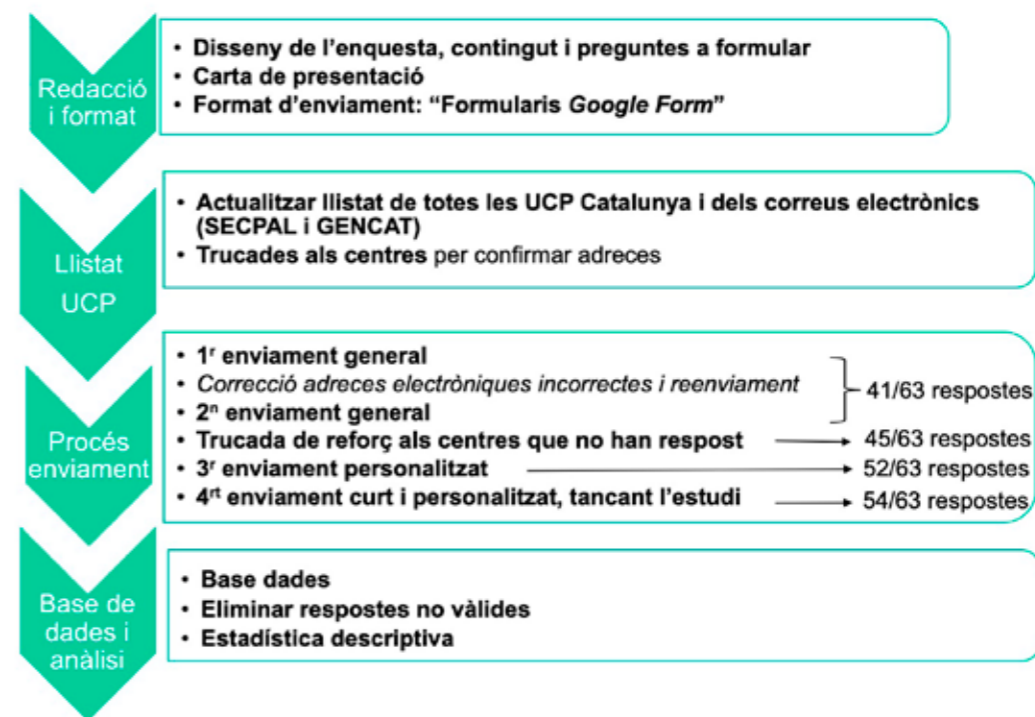 Redacció
i format
• Disseny de l’enquesta, contingut i preguntes a formular
• Carta de presentació
• Format d’enviament: “Formularis Google Form”
Llistat
UCP
• Actualitzar llistat de totes les UCP Catalunya i dels correus electrònics
(SECPAL i GENCAT)
• Trucades als centres per confirmar adreces
Procés
enviament
• 1r enviament general
• Correcció adreces electròniques incorrectes i reenviament
• 2n enviament general
41/63 respostes
• Trucada de reforç als centres que no han respost 45/63 respostes
• 3r enviament personalitzat 52/63 respostes
• 4rt enviament curt i personalitzat, tancant l’estudi 54/63 respostes
Base de
dades i
anàlisi
• Base dades
• Eliminar respostes no vàlides
• Estadística descriptiva